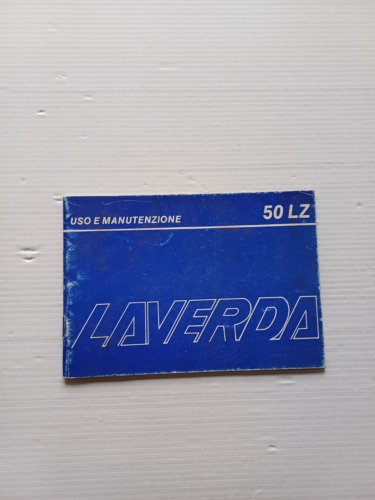 USO E MANUTENZIONE 50 LZ
LAVERDA